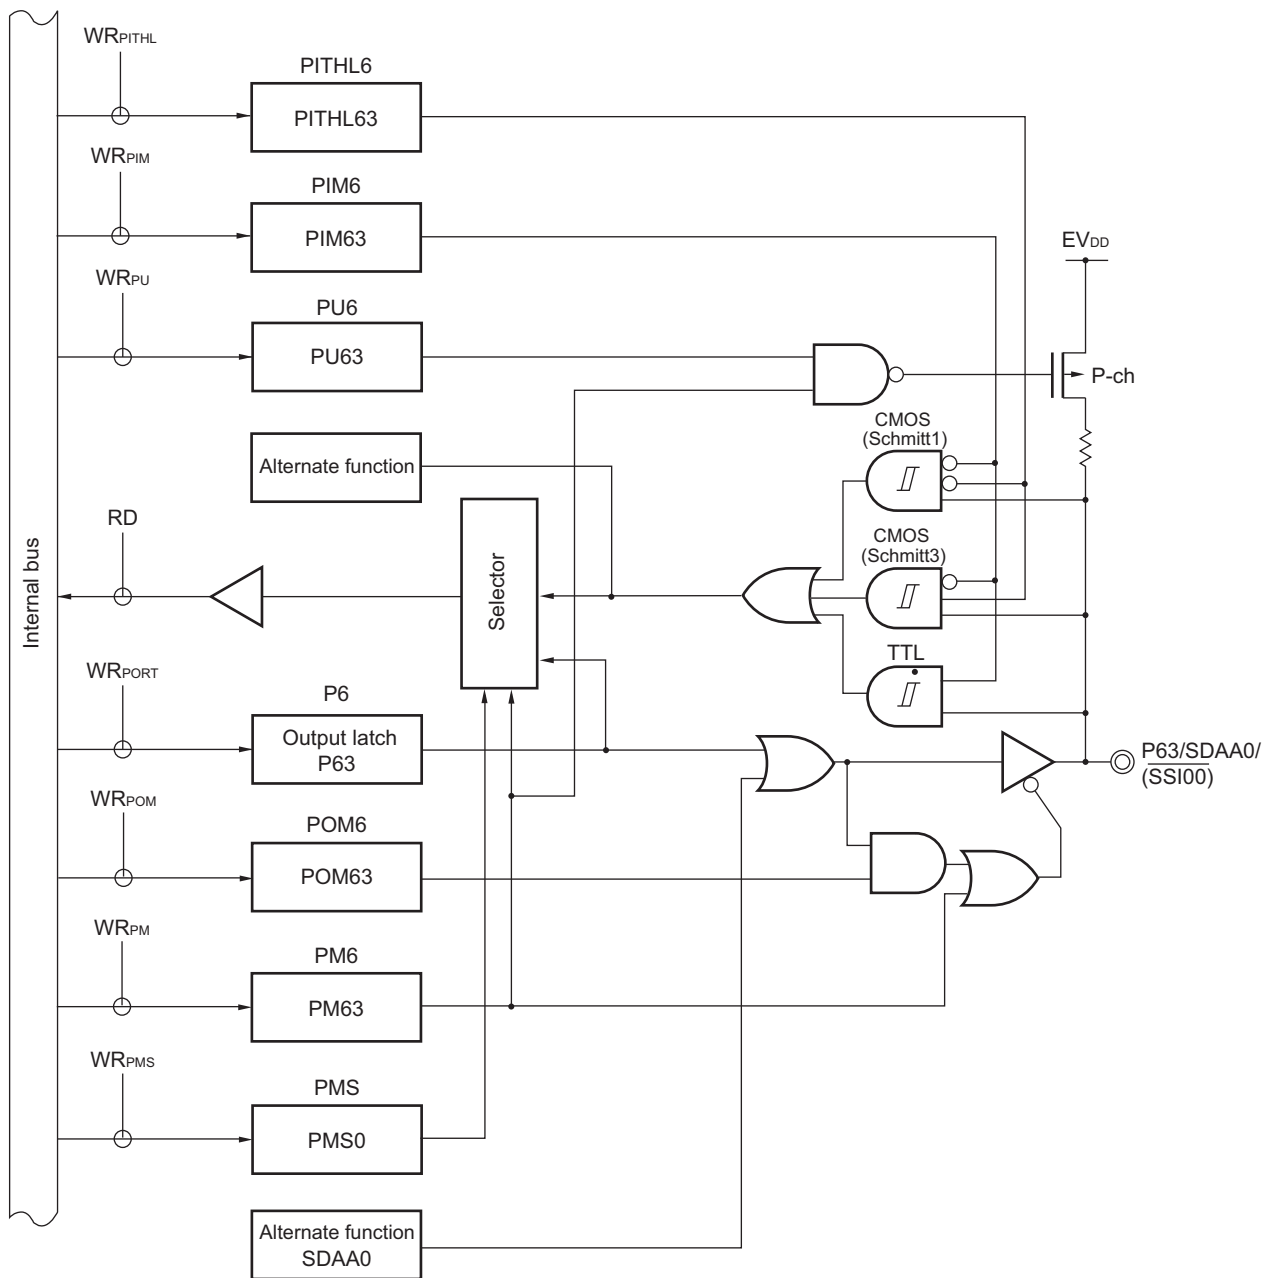 WRPITHL
PITHL6
PITHL63
WRPIM
PIM6
PIM63
EVDD
WRPU
PU6
PU63
P-ch
CMOS
(Schmitt1)
Alternate function
RD
Internal bus
Selector
CMOS
(Schmitt3)
TTL
WRPORT
P6
Output latch
P63
P63/SDAA0/
(SSI00)
WRPOM
POM6
POM63
WRPM
PM6
PM63
WRPMS
PMS
PMS0
Alternate function
SDAA0